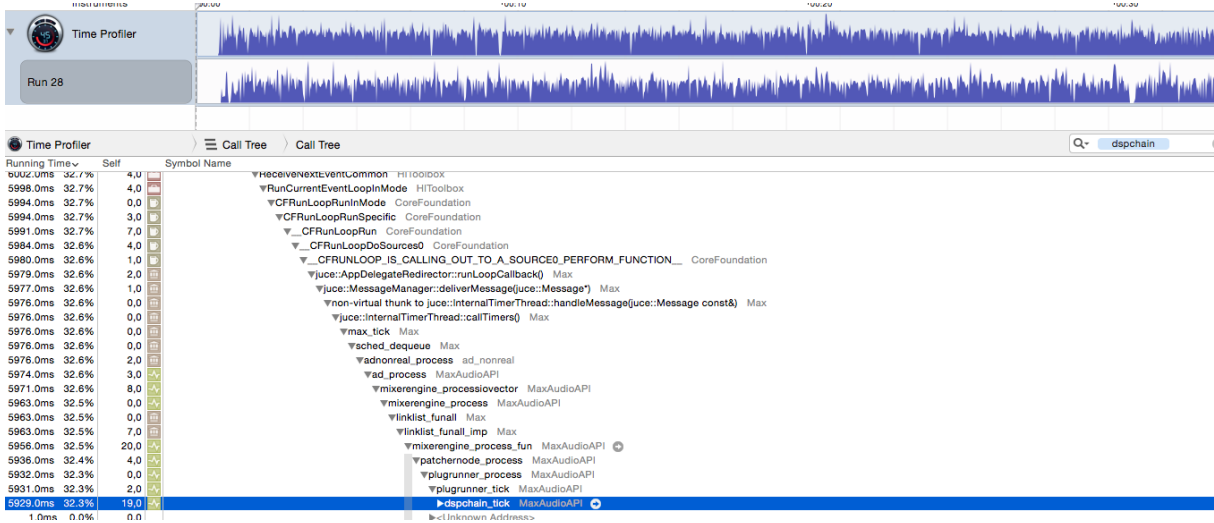 Instruments 00:00 +00:10 +00:20 +00:30
45
Time Profiler
Run 28
Time Profiler Call Tree Call Tree dspchain
Running Time Self Symbol Name
6002.0ms 32.7% 4,0 ReceiveNextEventCommon HIToolbox
5998.0ms 32.7% 4,0 RunCurrentEventLoopInMode HIToolbox
5994.0ms 32.7% 0,0 CFRunLoopRunInMode CoreFoundation
5994.0ms 32.7% 3,0 CFRunLoopRunSpecific CoreFoundation
5991.0ms 32.7% 7,0 __CFRunLoopRun CoreFoundation
5984.0ms 32.6% 4,0 __CFRunLoopDoSources0 CoreFoundation
5980.0ms 32.6% 1,0 __CFRUNLOOP_IS_CALLING_OUT_TO_A_SOURCE0_PERFORM_FUNCTION__ CoreFoundation
5979.0ms 32.6% 2,0 juce::AppDelegateRedirector::runLoopCallback() Max
5977.0ms 32.6% 1,0 juce::MessageManager::deliverMessage(juce::Message*) Max
5976.0ms 32.6% 0,0 non-virtual thunk to juce::InternalTimerThread::handleMessage(juce::Message const&) Max
5976.0ms 32.6% 0,0 juce::InternalTimerThread::callTimers() Max
5976.0ms 32.6% 0,0 max_tick Max
5976.0ms 32.6% 0,0 sched_dequeue Max
5976.0ms 32.6% 2,0 adnonreal_process ad_nonreal
5974.0ms 32.6% 3,0 ad_process MaxAudioAPI
5971.0ms 32.6% 8,0 mixerengine_processiovector MaxAudioAPI
5963.0ms 32.5% 0,0 mixerengine_process MaxAudioAPI
5963.0ms 32.5% 0,0 linklist_funall Max
5963.0ms 32.5% 7,0 linklist_funall_imp Max
5956.0ms 32.5% 20,0 mixerengine_process_fun MaxAudioAPI
5936.0ms 32.4% 4,0 patchernode_process MaxAudioAPI
5932.0ms 32.3% 0,0 plugrunner_process MaxAudioAPI
5931.0ms 32.3% 2,0 plugrunner_tick MaxAudioAPI
5929.0ms 32.3% 19,0 dspchain_tick MaxAudioAPI
1.0ms 0.0% 0,0 <Unknown Address>